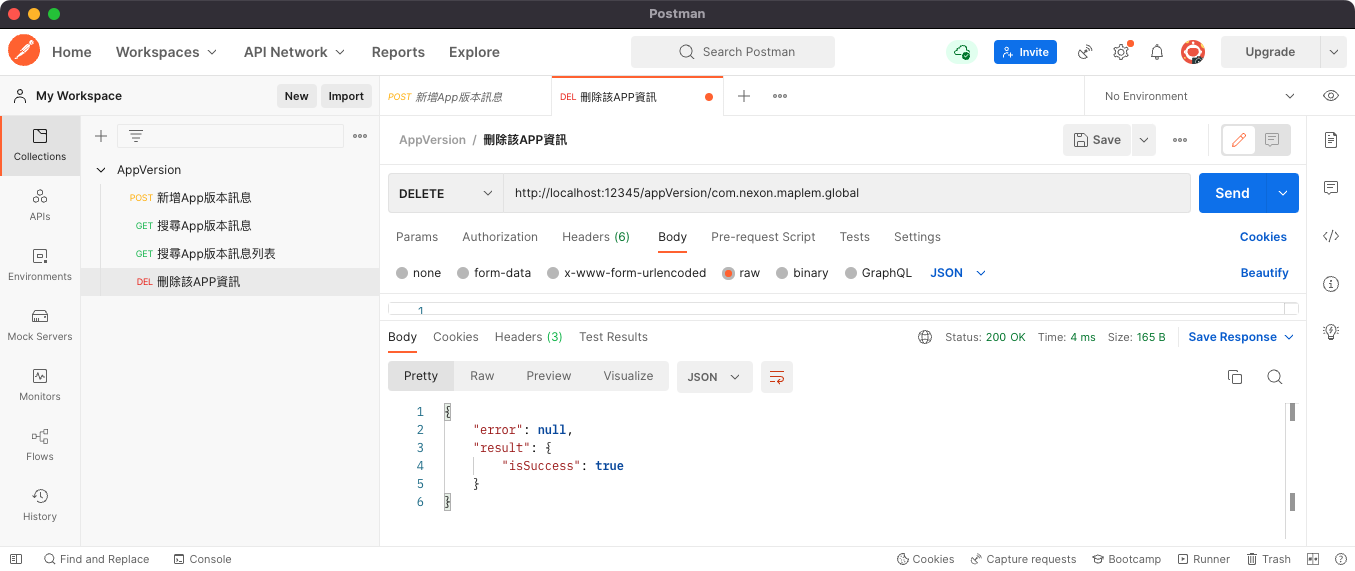 Postman
Home Workspaces API Network Reports Explore Search Postman Invite Upgrade
My Workspace New Import POST 新增App版本訊息 DEL 刪除該APP資訊 No Environment
Collections
APIs
Environments
Mock Servers
Monitors
Flows
History
AppVersion
POST 新增App版本訊息
GET 搜尋App版本訊息
GET 搜尋App版本訊息列表
DEL 刪除該APP資訊
AppVersion / 刪除該APP資訊 Save
DELETE http://localhost:12345/appVersion/com.nexon.maplem.global Send
Params Authorization Headers (6) Body Pre-request Script Tests Settings Cookies
none form-data x-www-form-urlencoded raw binary GraphQL JSON Beautify
1
Body Cookies Headers (3) Test Results Status: 200 OK Time: 4 ms Size: 165 B Save Response
Pretty Raw Preview Visualize JSON
1 {
2 "error": null,
3 "result": {
4 "isSuccess": true
5 }
6 }
Find and Replace Console Cookies Capture requests Bootcamp Runner Trash